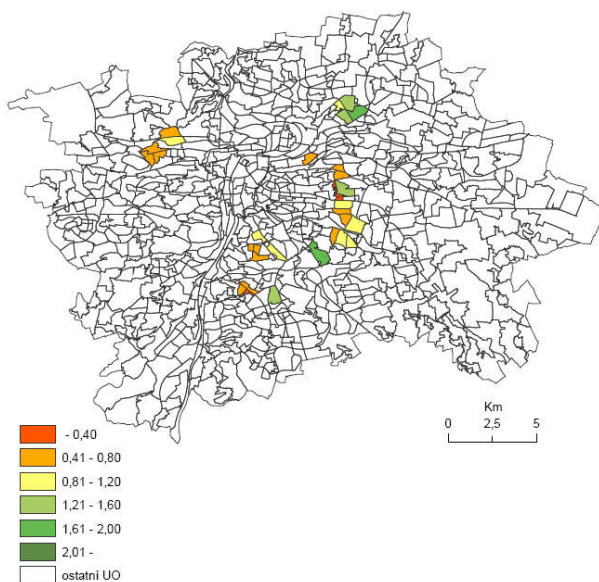 Km
0 2,5 5
- 0,40
0,41 - 0,80
0,81 - 1,20
1,21 - 1,60
1,61 - 2,00
2,01 -
ostatní UO